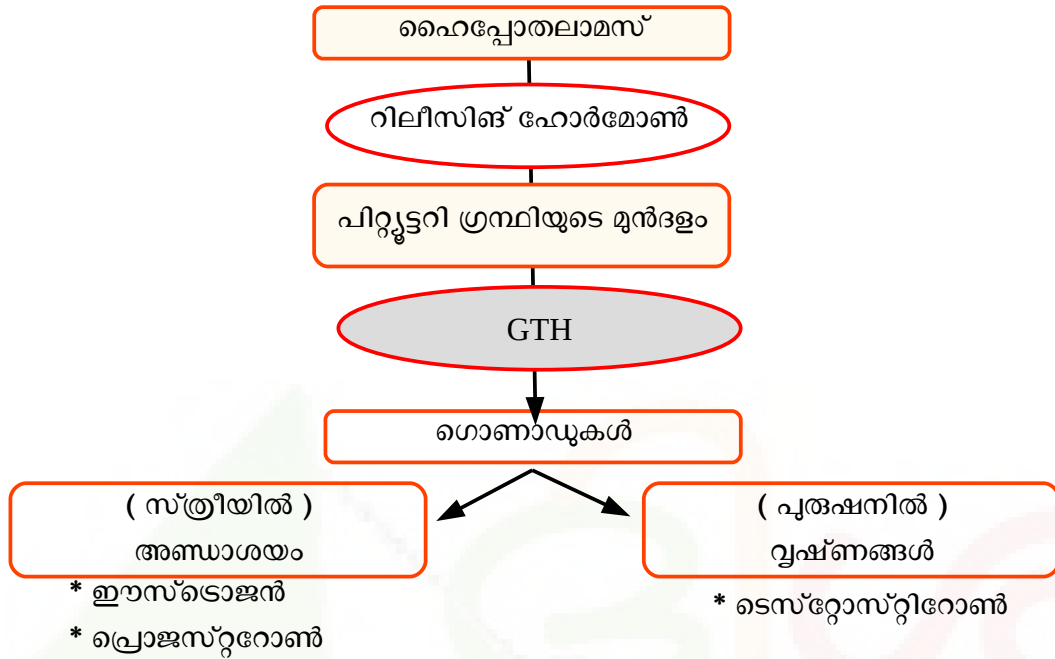 ഹൈപ്പോതലാമസ്
റിലീസിങ് ഹോർമോൺ
പിറ്റ്യൂട്ടറി ഗ്രന്ഥിയുടെ മുൻദളം
GTH
ഗൊണാഡുകൾ
( സ്ത്രീയിൽ )
അണ്ഡാശയം
* ഈസ്ട്രൊജൻ
* പ്രൊജസ്റ്ററോൺ
( പുരുഷനിൽ )
വൃഷ്ണങ്ങൾ
* ടെസ്റ്റോസ്റ്റിറോൺ